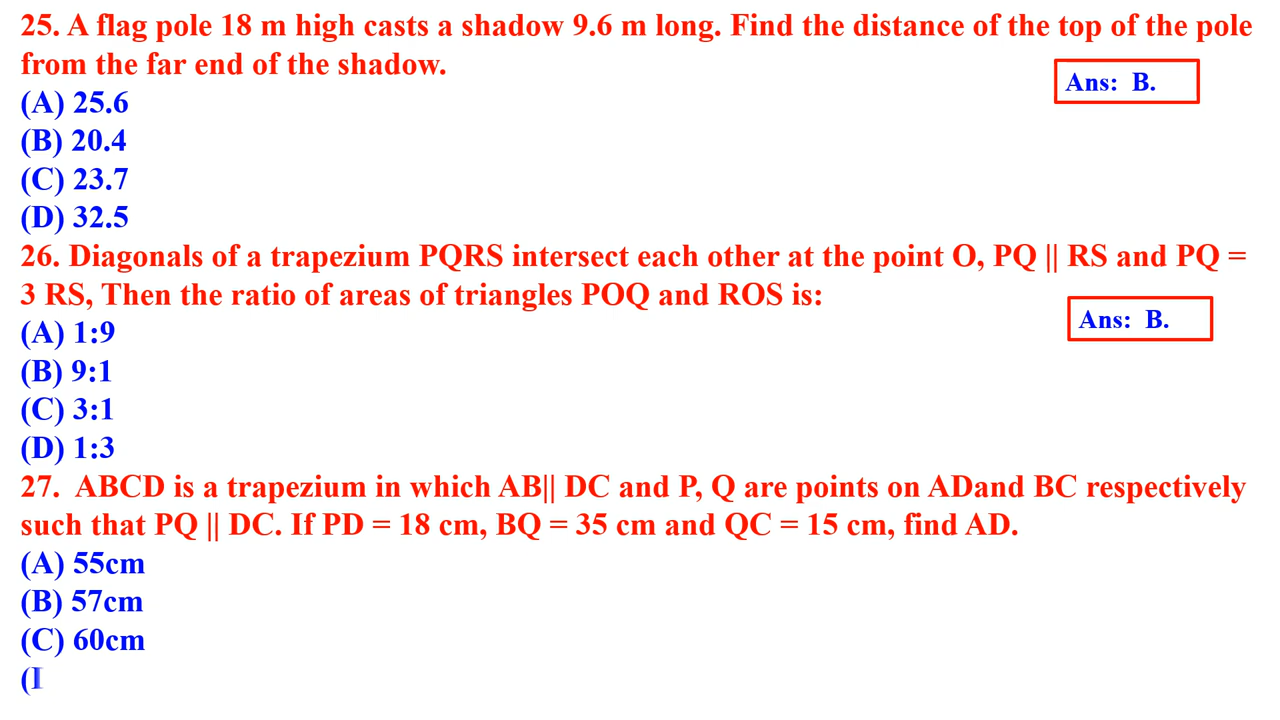 25. A flag pole 18 m high casts a shadow 9.6 m long. Find the distance of the top of the pole
from the far end of the shadow.
Ans: B.
(A) 25.6
(B) 20.4
(C) 23.7
(D) 32.5
26. Diagonals of a trapezium PQRS intersect each other at the point O, PQ || RS and PQ =
3 RS, Then the ratio of areas of triangles POQ and ROS is:
Ans: B.
(A) 1:9
(B) 9:1
(C) 3:1
(D) 1:3
27. ABCD is a trapezium in which AB|| DC and P, Q are points on ADand BC respectively
such that PQ || DC. If PD = 18 cm, BQ = 35 cm and QC = 15 cm, find AD.
(A) 55cm
(B) 57cm
(C) 60cm
(